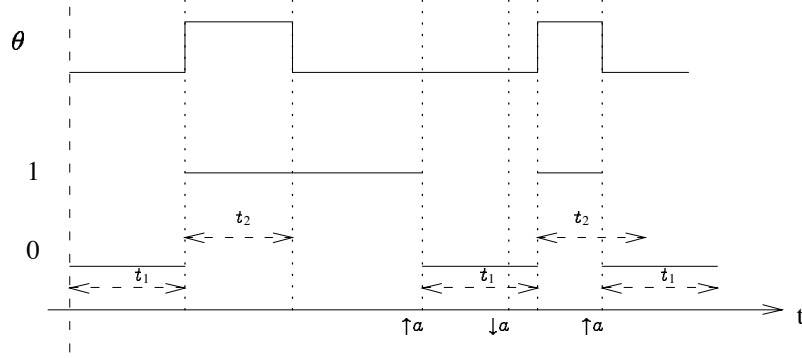 θ
1
t₂ t₂
0
t₁ t₁ t₁
↑a ↓a ↑a t